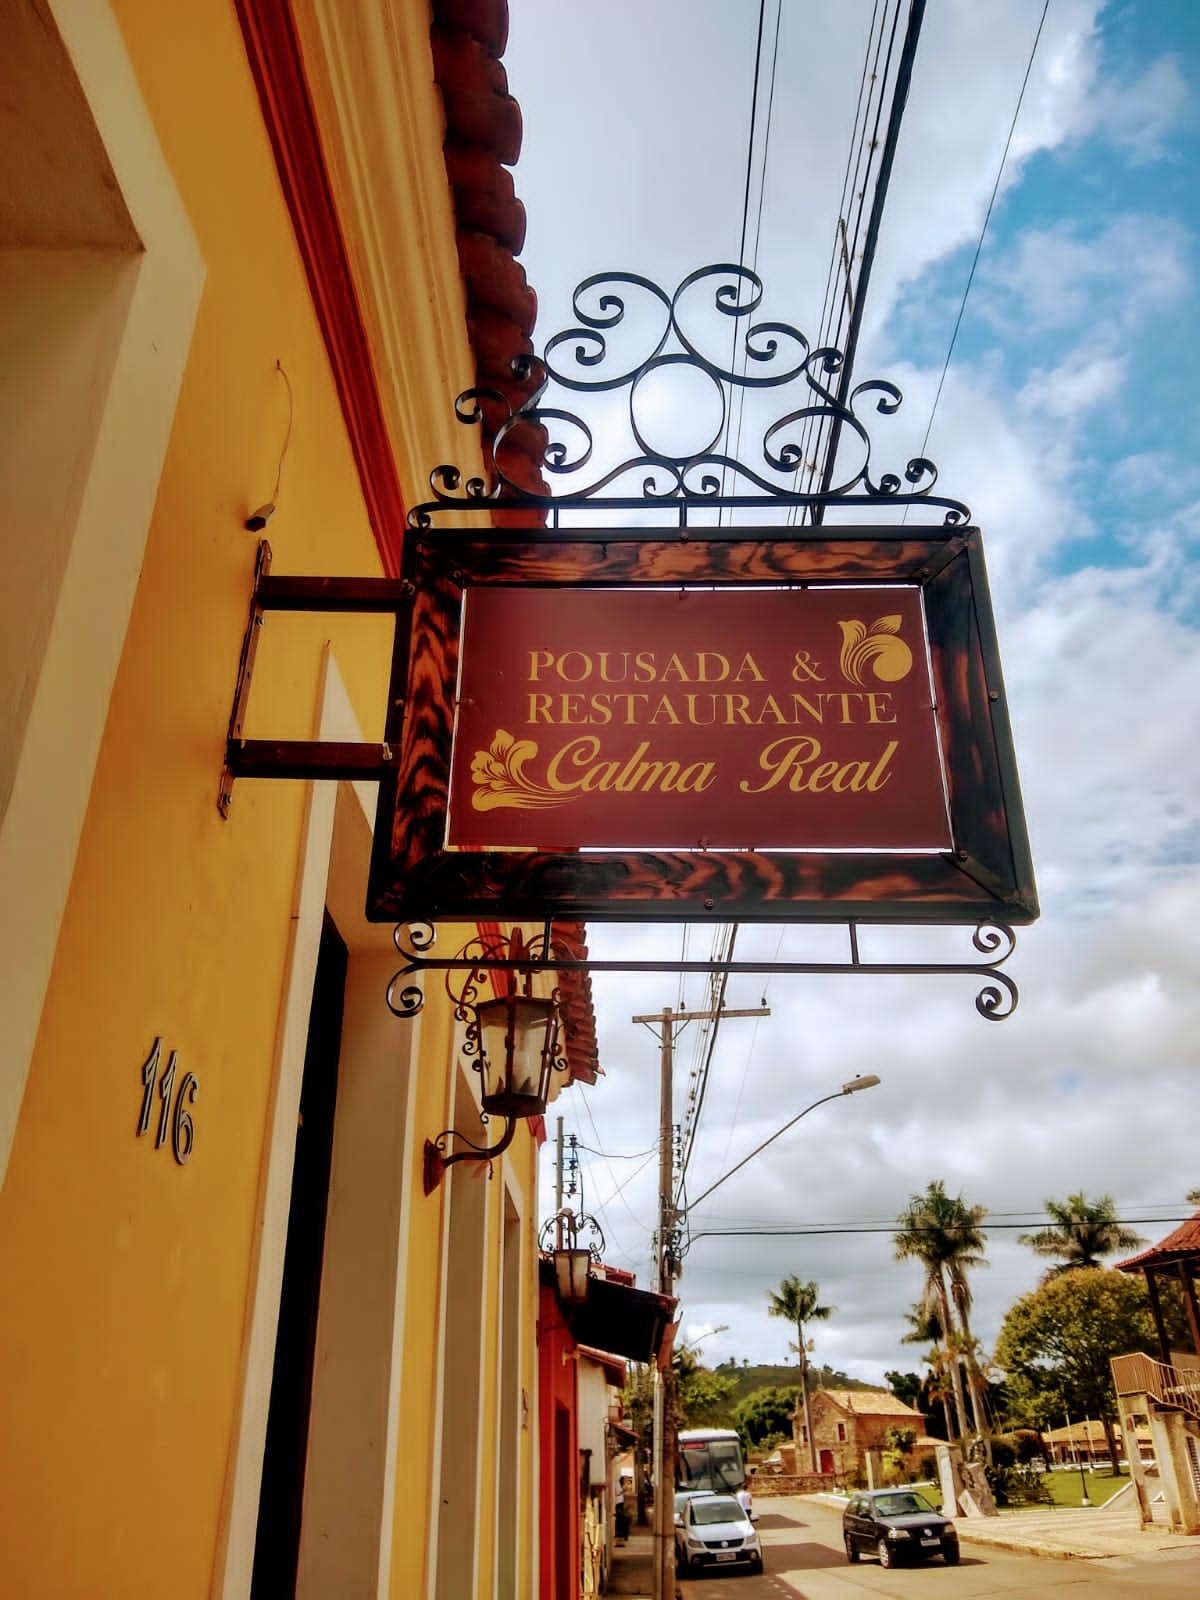 POUSADA &
RESTAURANTE
Calma Real
116